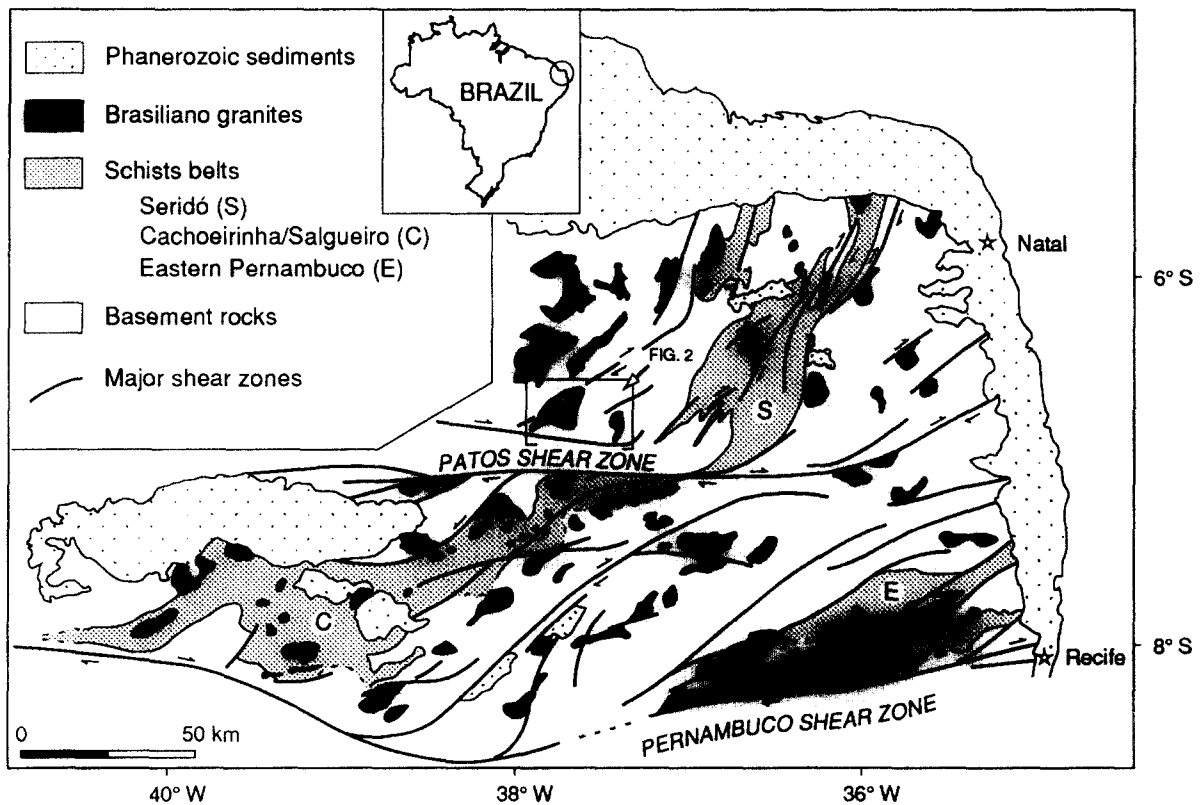 Phanerozoic sediments
Brasiliano granites
Schists belts
Seridó (S)
Cachoeirinha/Salgueiro (C)
Eastern Pernambuco (E)
Basement rocks
Major shear zones
BRAZIL
Natal
6° S
FIG. 2
S
PATOS SHEAR ZONE
E
C
8° S
Recife
PERNAMBUCO SHEAR ZONE
0 50 km
40° W 38° W 36° W